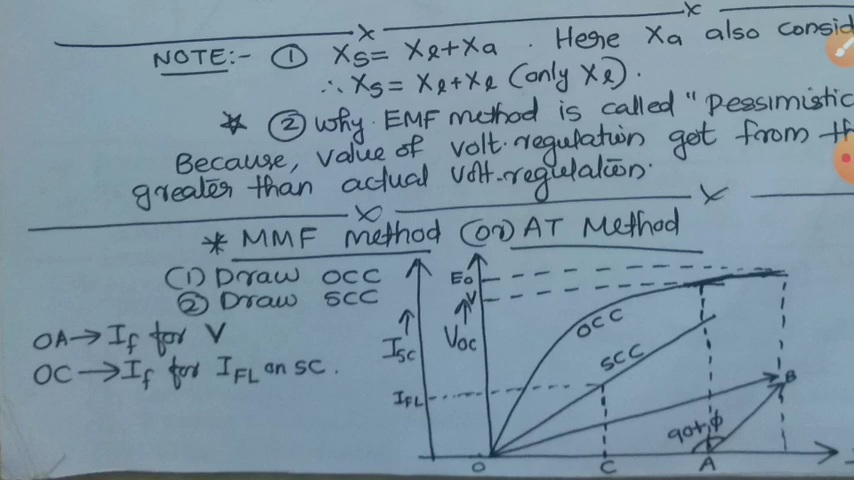 NOTE:- ① Xs = Xl + Xa . Here Xa also
∴ Xs = Xl + Xl (only Xl).
* ② Why EMF method is called "Pessimistic
Because, value of volt. regulation got from
greater than actual volt. regulation.
* MMF method (or) AT Method
(1) Draw OCC
② Draw SCC
OA → If for V
OC → If for IFL on SC.
E0
V
OCC
Isc
Voc
SCC
IFL
B
90+φ
O
C
A